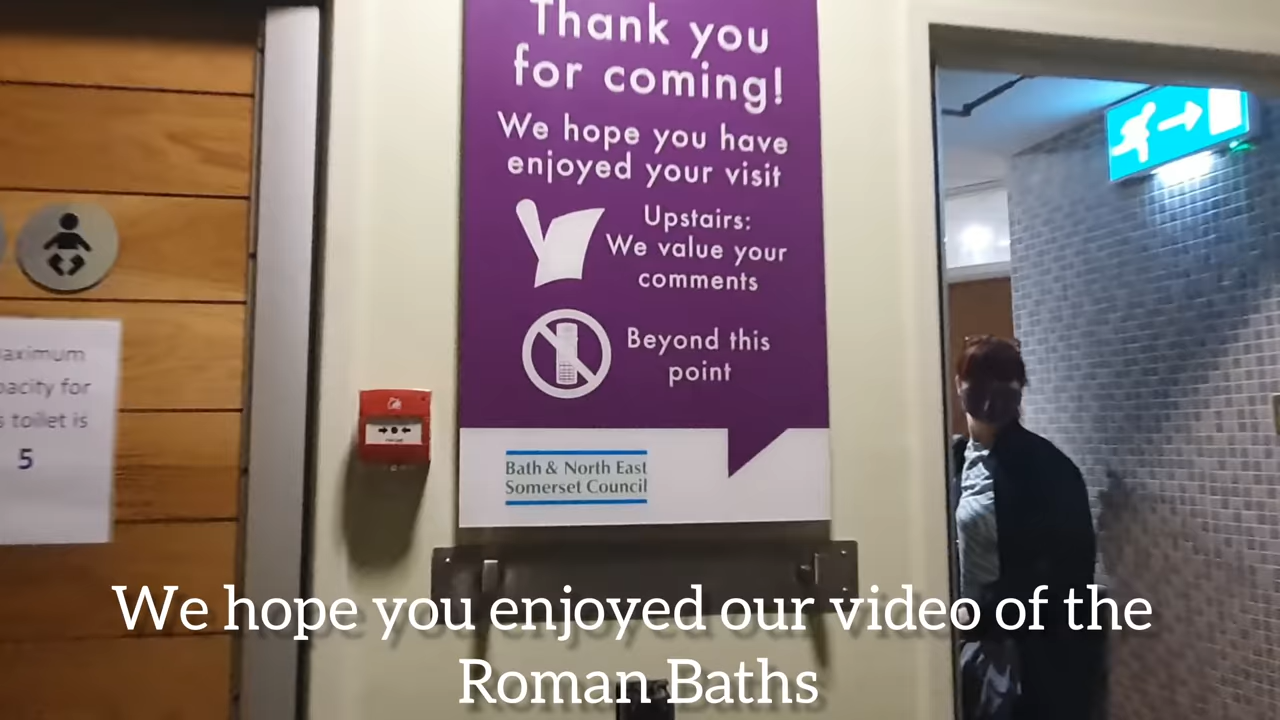 Thank you
for coming!
We hope you have
enjoyed your visit
Upstairs:
We value your
comments
Beyond this
point
Bath & North East
Somerset Council
aximum
pacity for
s toilet is
5
We hope you enjoyed our video of the
Roman Baths